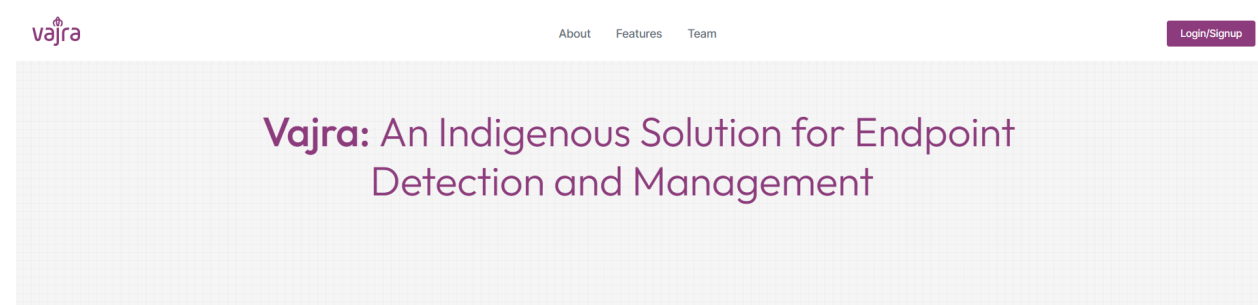 vajra
About Features Team
Login/Signup
Vajra: An Indigenous Solution for Endpoint
Detection and Management